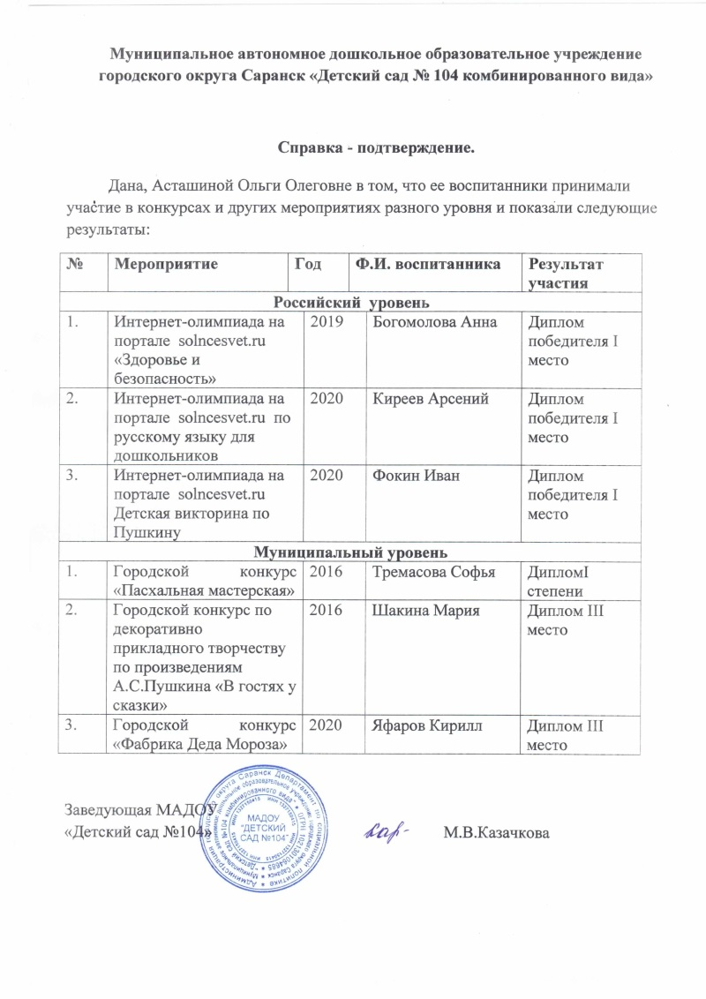 Муниципальное автономное дошкольное образовательное учреждение
городского округа Саранск «Детский сад № 104 комбинированного вида»
Справка - подтверждение.
Дана, Асташиной Ольги Олеговне в том, что ее воспитанники принимали
участие в конкурсах и других мероприятиях разного уровня и показали следующие
результаты:
№ Мероприятие Год Ф.И. воспитанника Результат
участия
Российский уровень
1. Интернет-олимпиада на 2019 Богомолова Анна Диплом
портале solncesvet.ru победителя I
«Здоровье и место
безопасность»
2. Интернет-олимпиада на 2020 Киреев Арсений Диплом
портале solncesvet.ru по победителя I
русскому языку для место
дошкольников
3. Интернет-олимпиада на 2020 Фокин Иван Диплом
портале solncesvet.ru победителя I
Детская викторина по место
Пушкину
Муниципальный уровень
1. Городской конкурс 2016 Тремасова Софья ДипломI
«Пасхальная мастерская» степени
2. Городской конкурс по 2016 Шакина Мария Диплом III
декоративно место
прикладного творчеству
по произведениям
А.С.Пушкина «В гостях у
сказки»
3. Городской конкурс 2020 Яфаров Кирилл Диплом III
«Фабрика Деда Мороза» место
Заведующая МАДОУ
«Детский сад №104» М.В.Казачкова
МАДОУ
"ДЕТСКИЙ
САД №104"